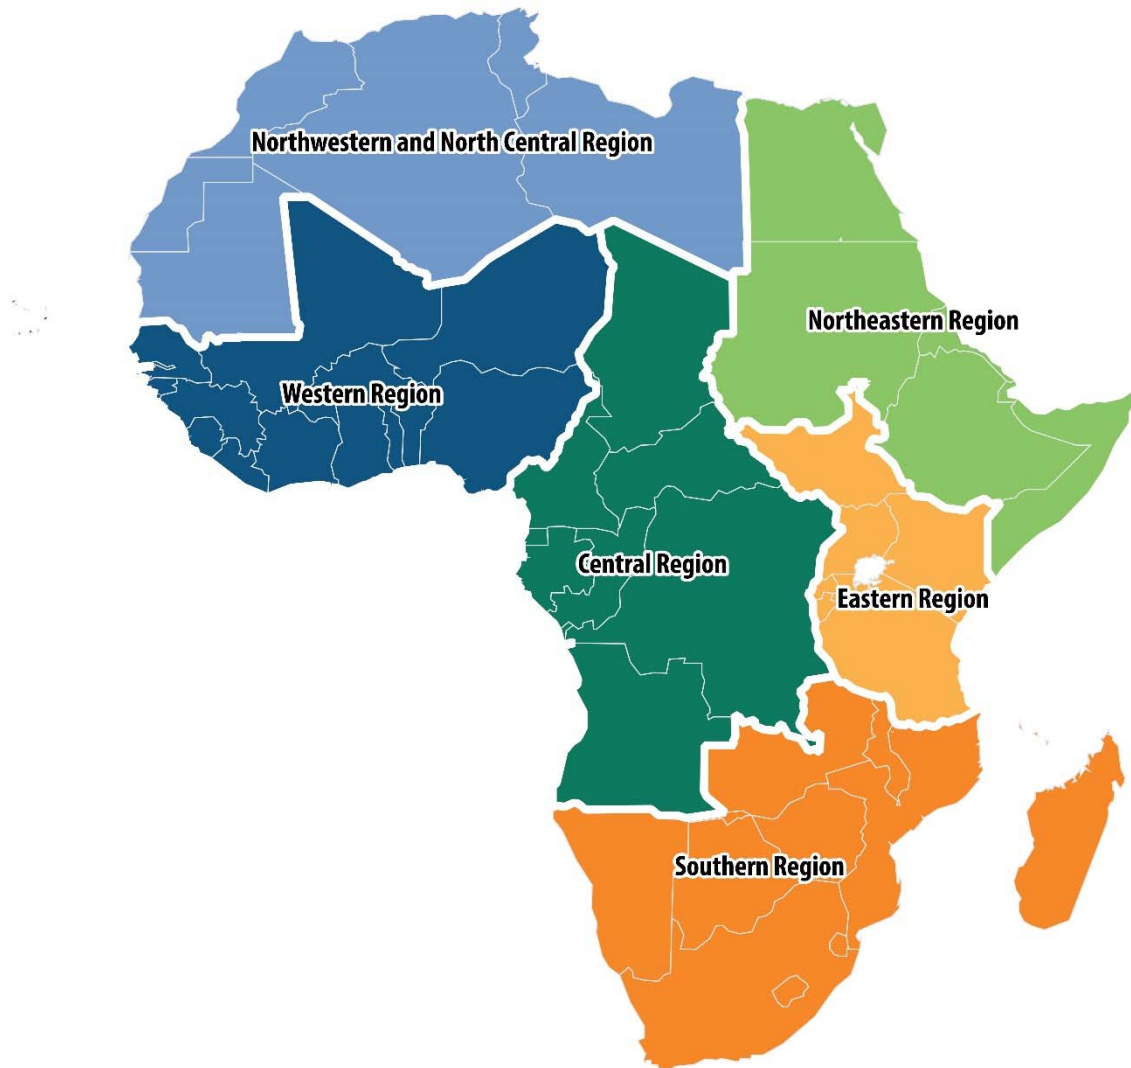 Northwestern and North Central Region
Northeastern Region
Western Region
Central Region
Eastern Region
Southern Region